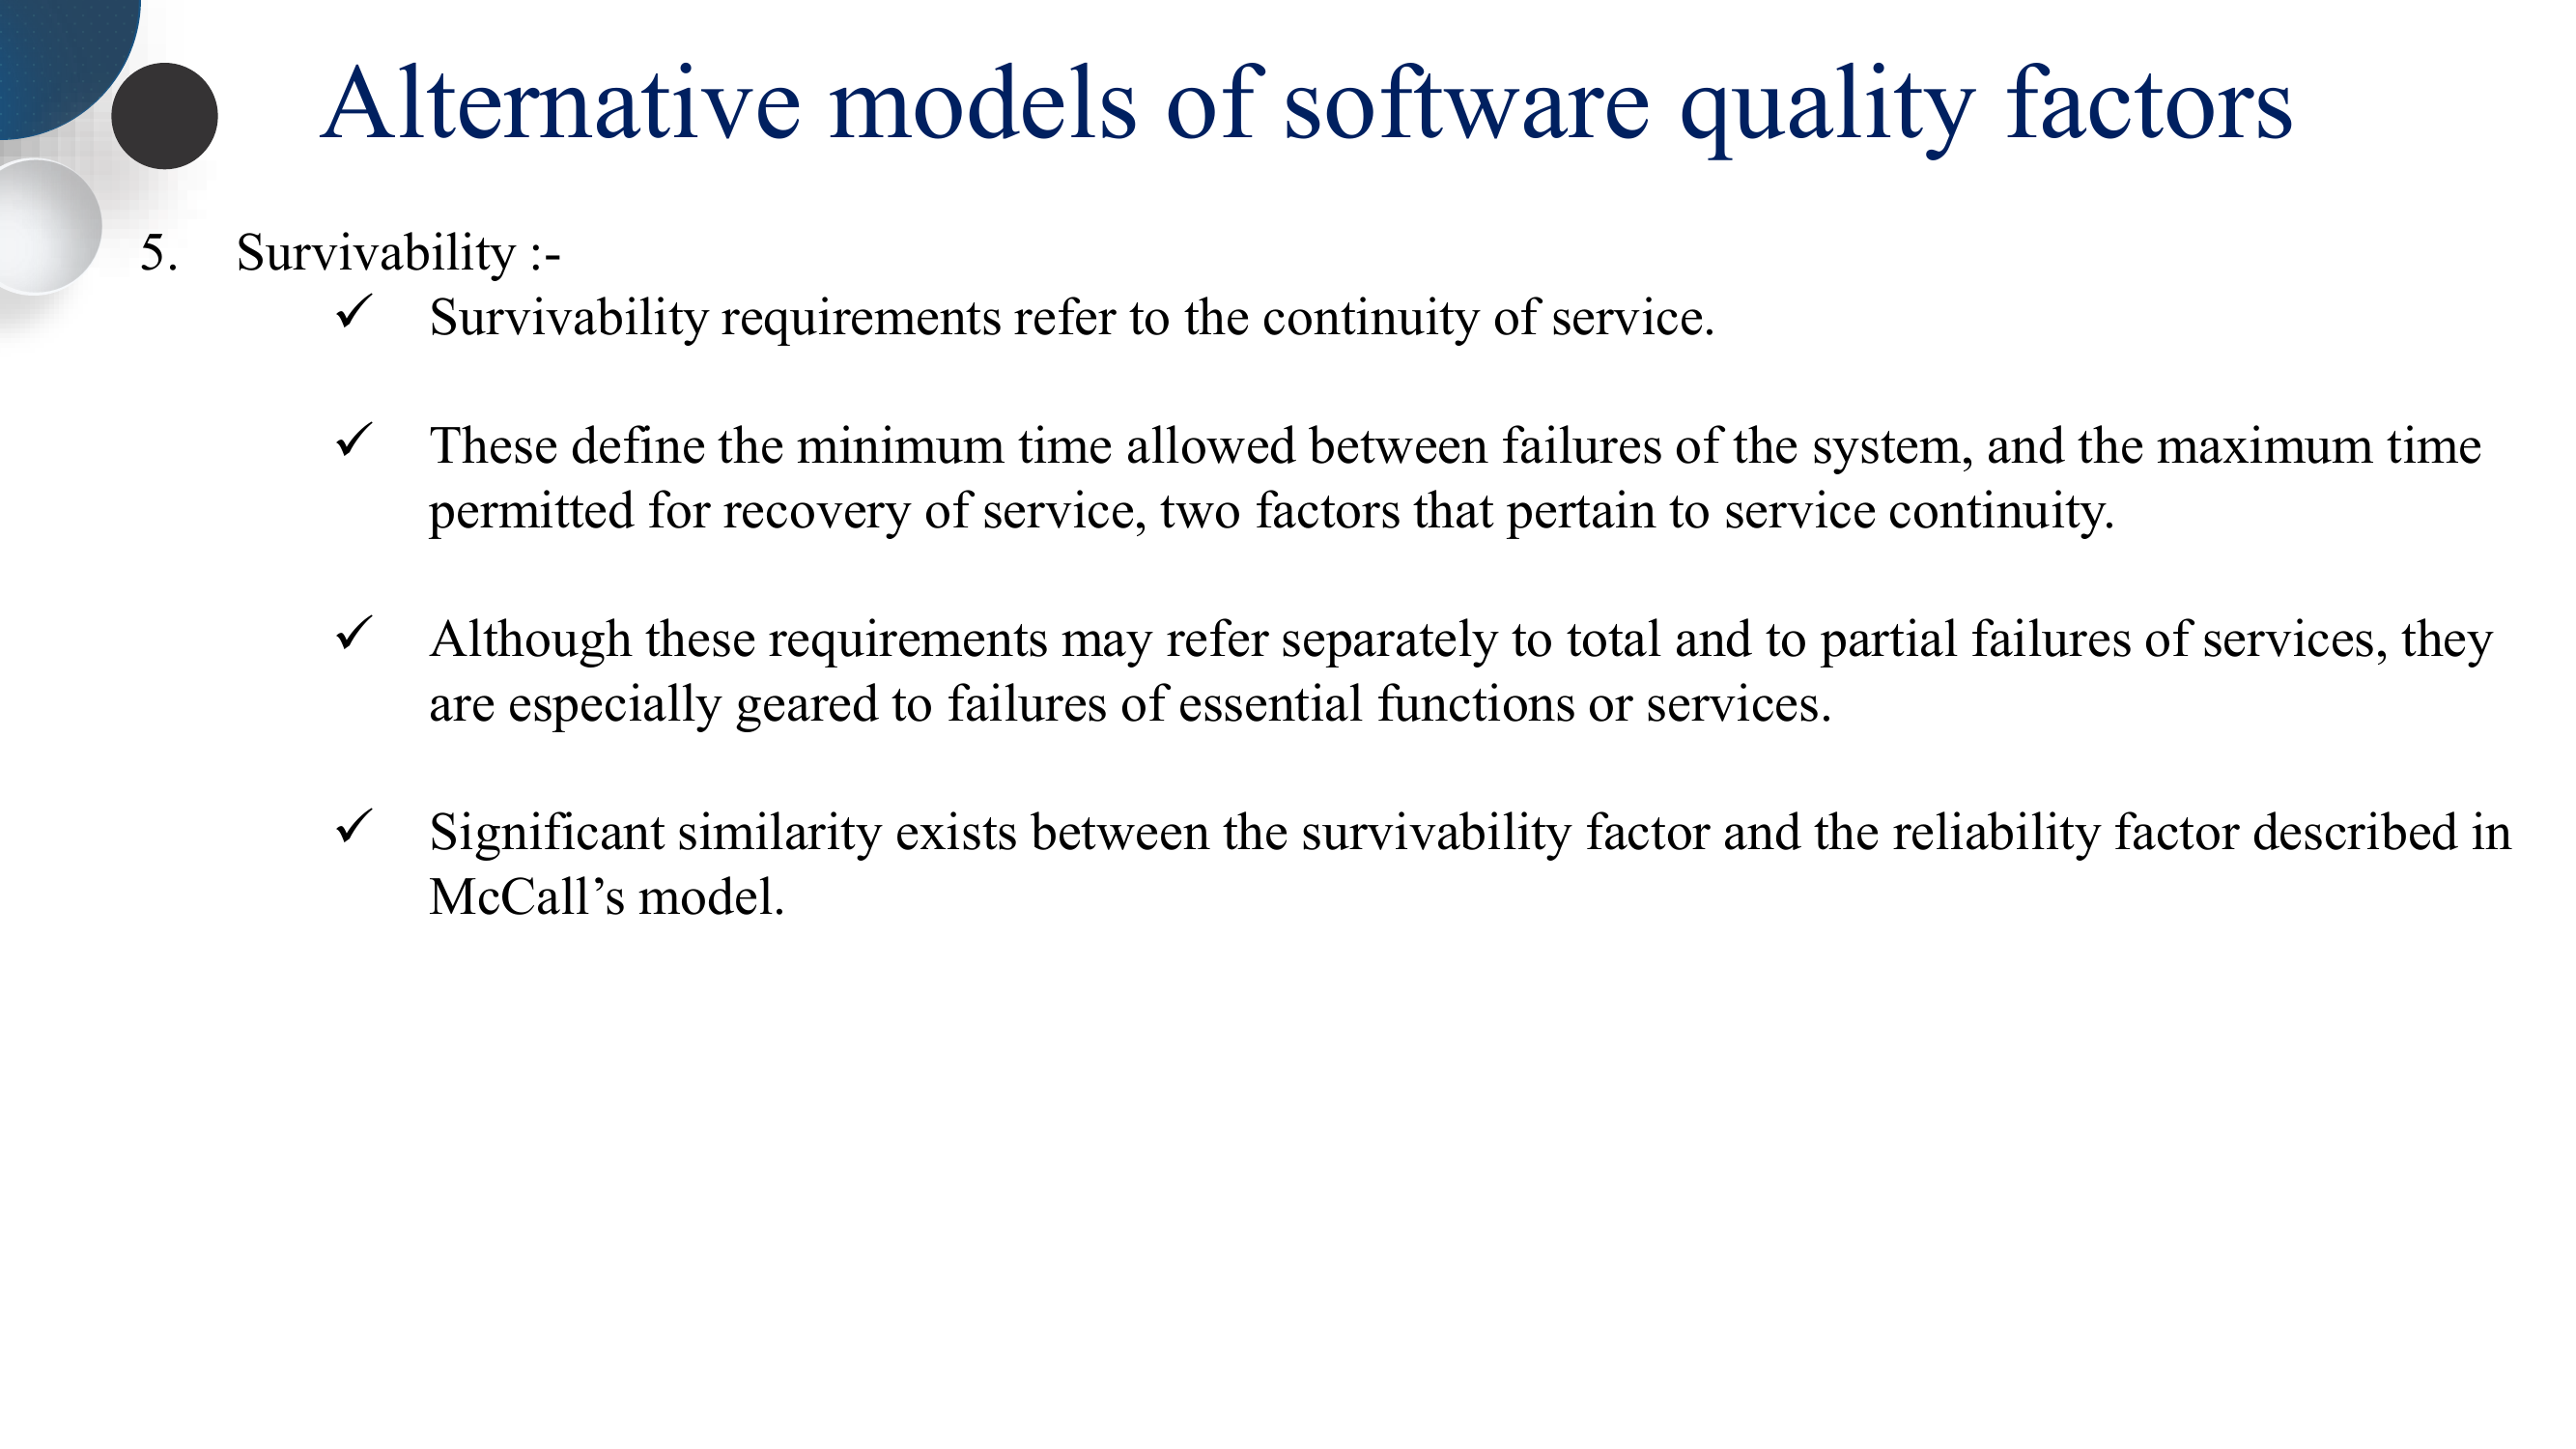 Alternative models of software quality factors
5. Survivability :-
✓ Survivability requirements refer to the continuity of service.
✓ These define the minimum time allowed between failures of the system, and the maximum time
permitted for recovery of service, two factors that pertain to service continuity.
✓ Although these requirements may refer separately to total and to partial failures of services, they
are especially geared to failures of essential functions or services.
✓ Significant similarity exists between the survivability factor and the reliability factor described in
McCall’s model.